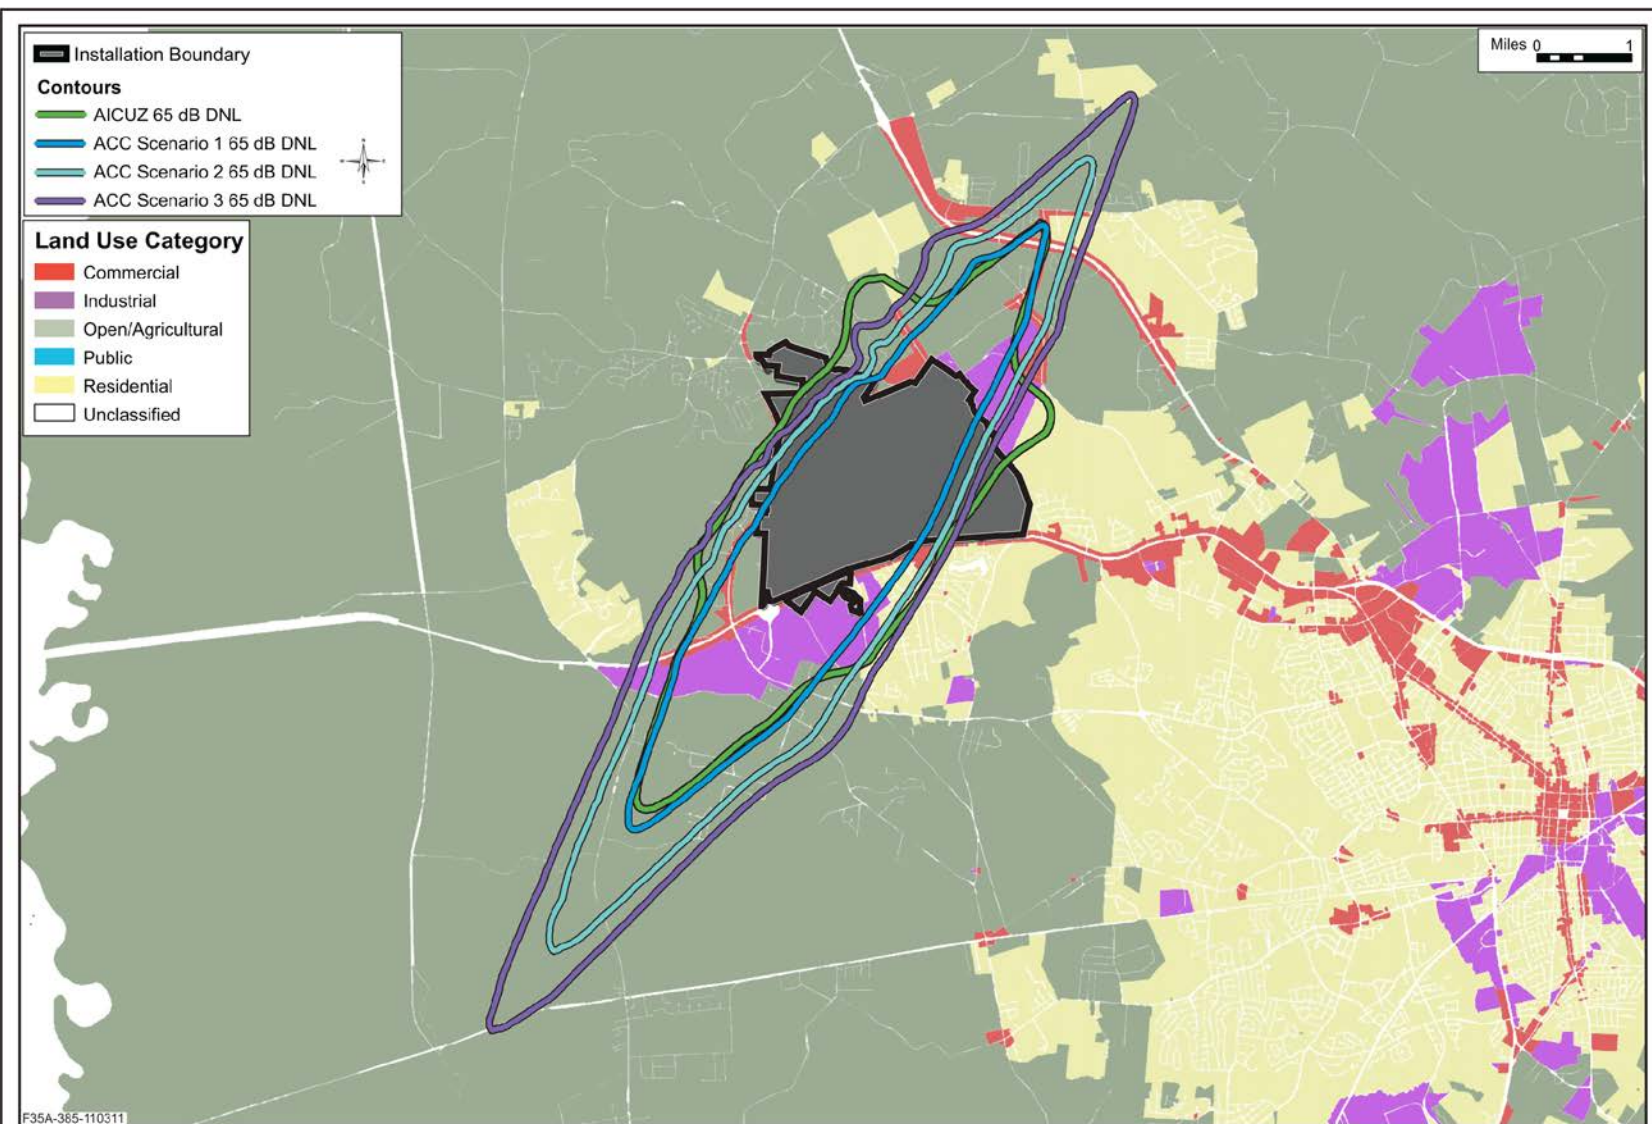 Installation Boundary
Contours
AICUZ 65 dB DNL
ACC Scenario 1 65 dB DNL
ACC Scenario 2 65 dB DNL
ACC Scenario 3 65 dB DNL
Land Use Category
Commercial
Industrial
Open/Agricultural
Public
Residential
Unclassified
Miles 0 1
F35A-385-110311